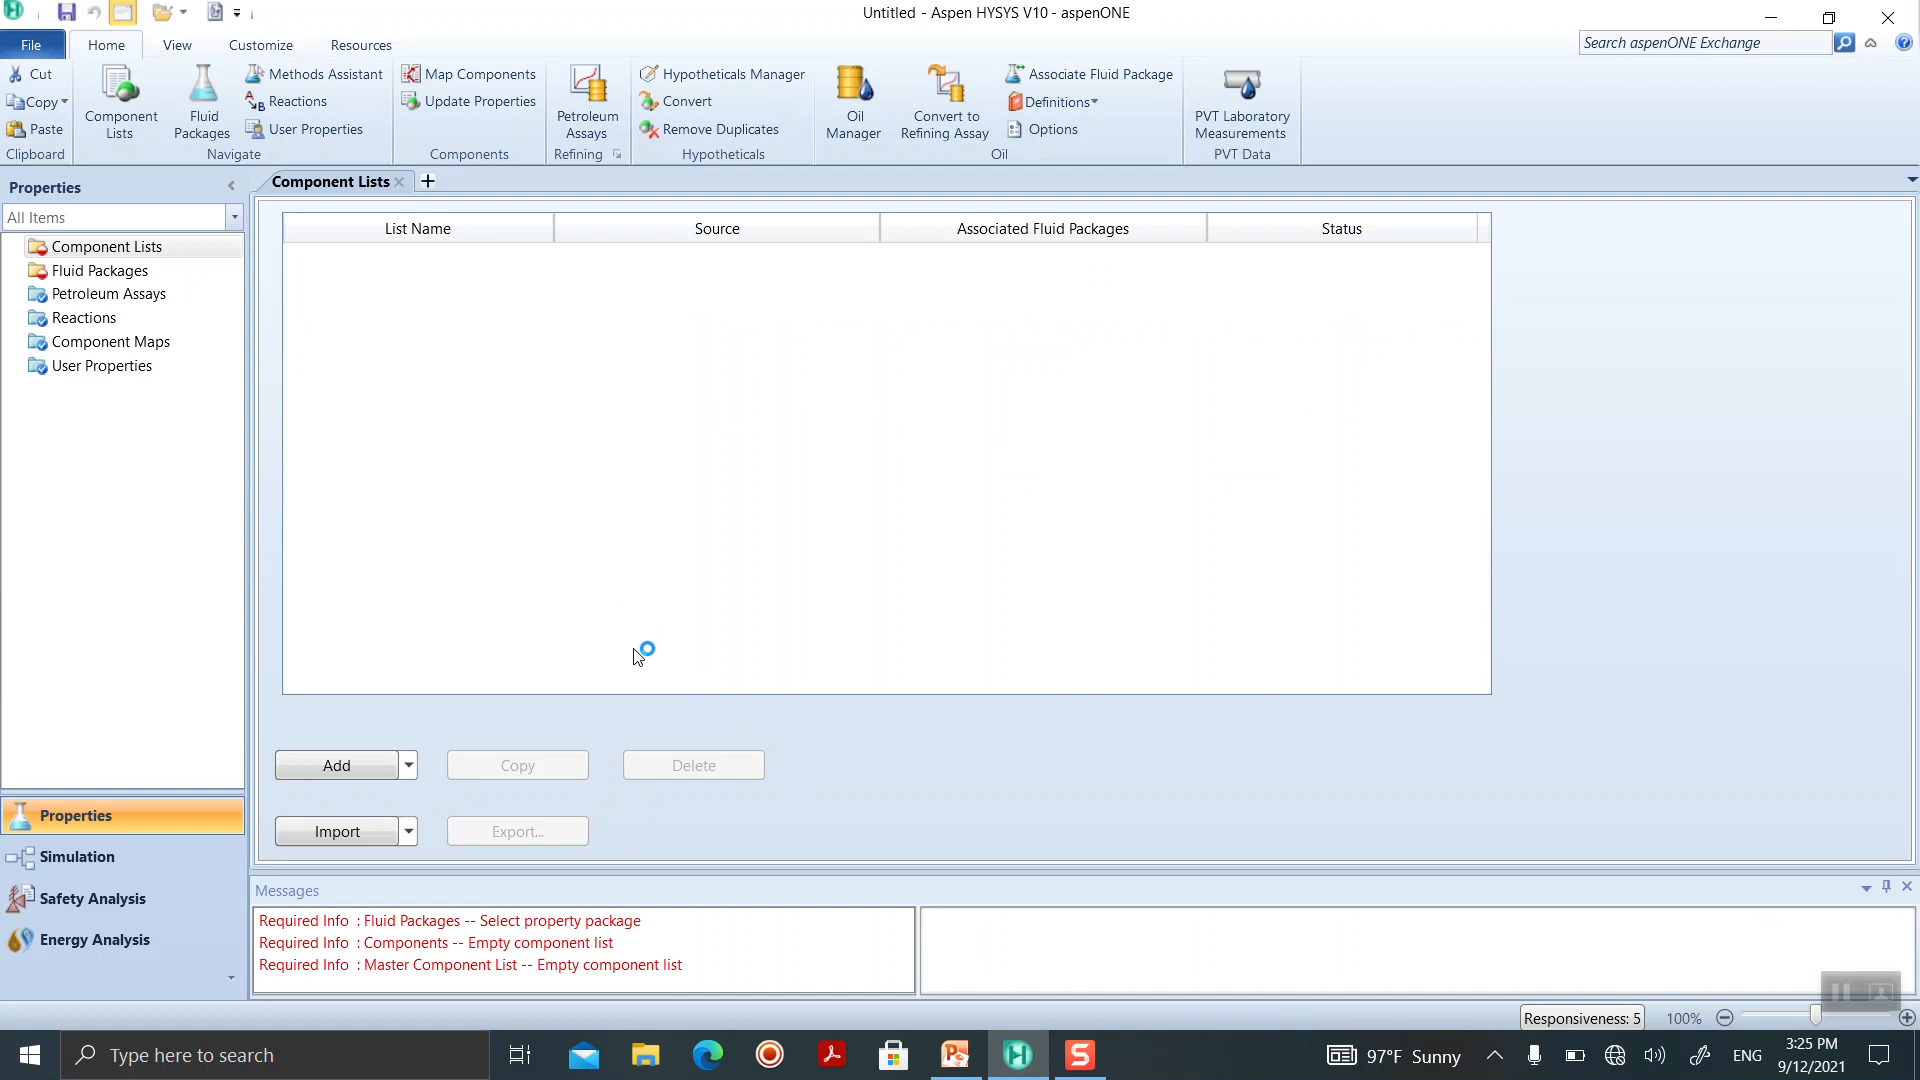 Untitled - Aspen HYSYS V10 - aspenONE
File
Home
View
Customize
Resources
Search aspenONE Exchange
Cut
Copy
Paste
Clipboard
Component
Lists
Fluid
Packages
Methods Assistant
Reactions
User Properties
Navigate
Map Components
Update Properties
Components
Petroleum
Assays
Refining
Hypotheticals Manager
Convert
Remove Duplicates
Hypotheticals
Oil
Manager
Convert to
Refining Assay
Associate Fluid Package
Definitions
Options
Oil
PVT Laboratory
Measurements
PVT Data
Properties
All Items
Component Lists
Fluid Packages
Petroleum Assays
Reactions
Component Maps
User Properties
Properties
Simulation
Safety Analysis
Energy Analysis
Component Lists
List Name
Source
Associated Fluid Packages
Status
Add
Copy
Delete
Import
Export...
Messages
Required Info : Fluid Packages -- Select property package
Required Info : Components -- Empty component list
Required Info : Master Component List -- Empty component list
Responsiveness: 5
100%
Type here to search
97°F Sunny
ENG
3:25 PM
9/12/2021